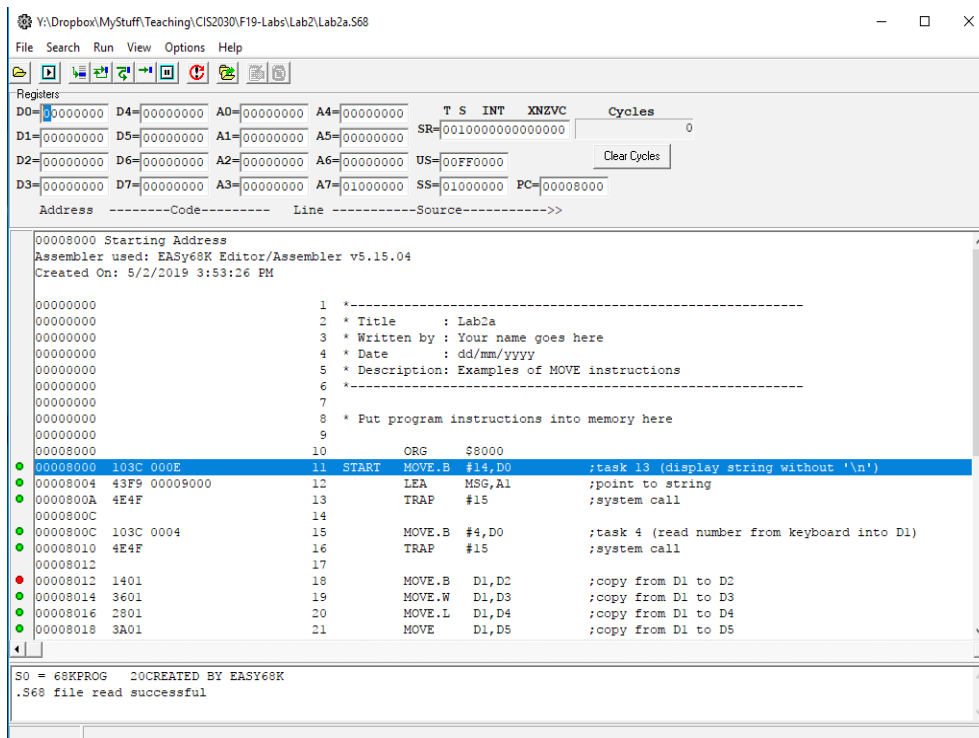 Y:\Dropbox\MyStuff\Teaching\CIS2030\F19-Labs\Lab2\Lab2a.S68
File Search Run View Options Help
Registers
D0=00000000 D4=00000000 A0=00000000 A4=00000000 T S INT XNZVC Cycles
D1=00000000 D5=00000000 A1=00000000 A5=00000000 SR=0010000000000000 0
D2=00000000 D6=00000000 A2=00000000 A6=00000000 US=00FF0000 Clear Cycles
D3=00000000 D7=00000000 A3=00000000 A7=01000000 SS=01000000 PC=00008000
Address --------Code--------- Line -----------Source----------->>
00008000 Starting Address
Assembler used: EASy68K Editor/Assembler v5.15.04
Created On: 5/2/2019 3:53:26 PM
00000000 1 *-----------------------------------------------------------
00000000 2 * Title : Lab2a
00000000 3 * Written by : Your name goes here
00000000 4 * Date : dd/mm/yyyy
00000000 5 * Description: Examples of MOVE instructions
00000000 6 *-----------------------------------------------------------
00000000 7
00000000 8 * Put program instructions into memory here
00000000 9
00008000 10 ORG $8000
00008000 103C 000E 11 START MOVE.B #14,D0 ;task 13 (display string without '\n')
00008004 43F9 00009000 12 LEA MSG,A1 ;point to string
0000800A 4E4F 13 TRAP #15 ;system call
0000800C 14
0000800C 103C 0004 15 MOVE.B #4,D0 ;task 4 (read number from keyboard into D1)
00008010 4E4F 16 TRAP #15 ;system call
00008012 17
00008012 1401 18 MOVE.B D1,D2 ;copy from D1 to D2
00008014 3601 19 MOVE.W D1,D3 ;copy from D1 to D3
00008016 2801 20 MOVE.L D1,D4 ;copy from D1 to D4
00008018 3A01 21 MOVE D1,D5 ;copy from D1 to D5
S0 = 68KPROG 20CREATED BY EASY68K
.S68 file read successful